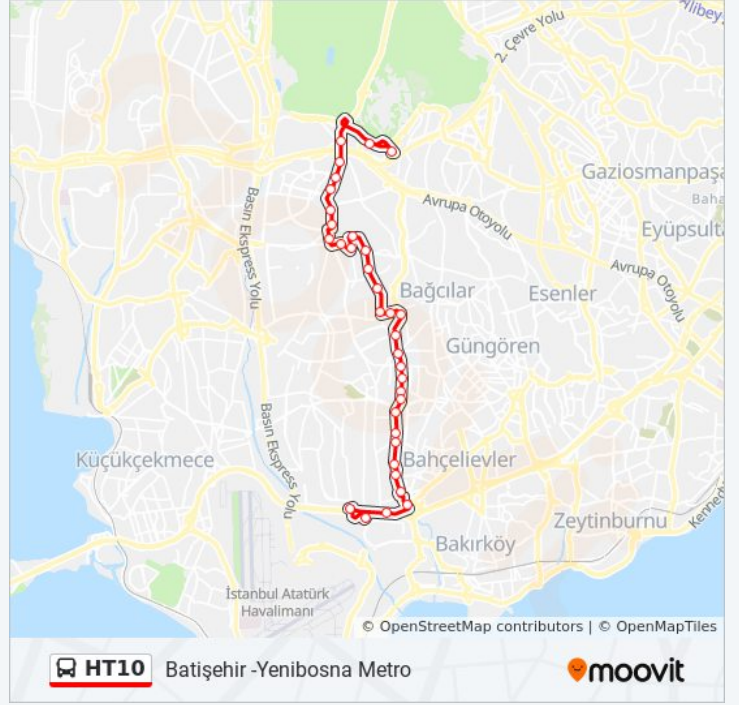 Alibey
2. Çevre Yolu
Gaziosmanpaşa
Baha
Avrupa Otoyolu
Eyüpsulta
Basın Ekspress Yolu
Avrupa Otoyolu
Bağcılar
Esenler
Güngören
Basın Ekspress Yolu
Küçükçekmece
Bahçelievler
Kenned
Zeytinburnu
Bakırköy
İstanbul Atatürk
Havalimanı
© OpenStreetMap contributors | © OpenMapTiles
HT10 Batişehir -Yenibosna Metro
moovit